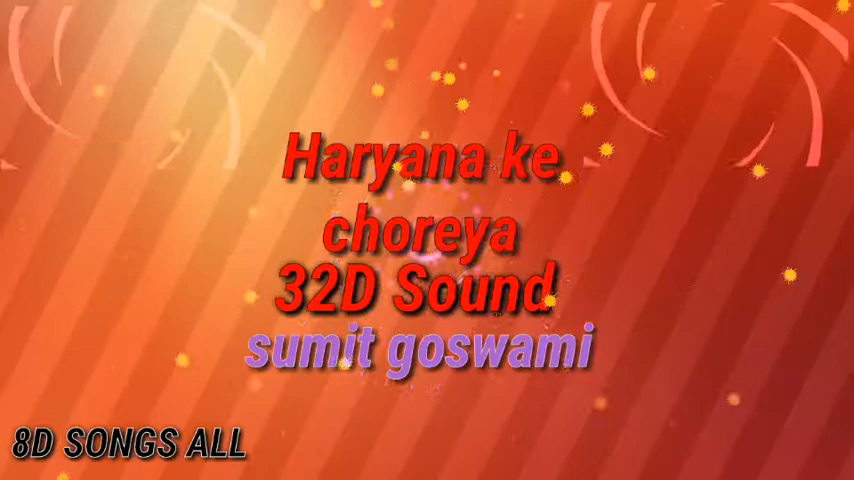 Haryana ke
choreya
32D Sound
sumit goswami
8D SONGS ALL